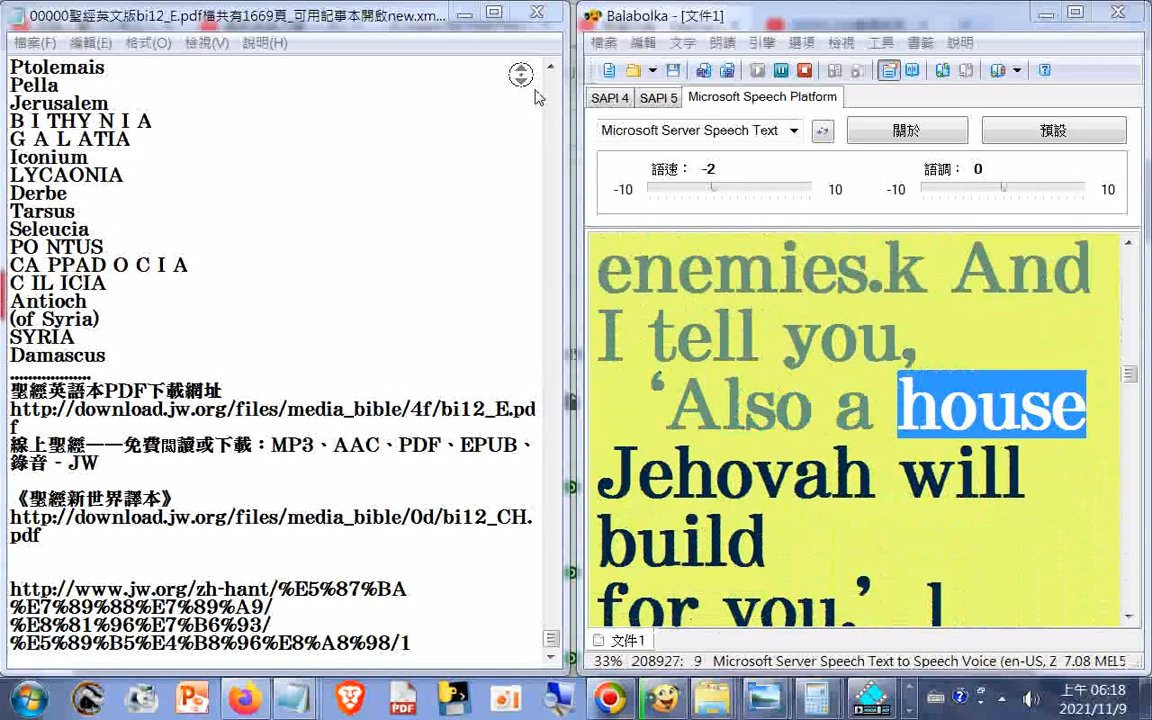 00000聖經英文版bi12_E.pdf檔共有1669頁_可用記事本開啟new.xm...
檔案(F) 編輯(E) 格式(O) 檢視(V) 說明(H)
Ptolemais
Pella
Jerusalem
B I THY N I A
G A L ATIA
Iconium
LYCAONIA
Derbe
Tarsus
Seleucia
PO NTUS
CA PPAD O C I A
C IL ICIA
Antioch
(of Syria)
SYRIA
Damascus
..................
聖經英語本PDF下載網址
http://download.jw.org/files/media_bible/4f/bi12_E.pd
f
線上聖經——免費閱讀或下載：MP3、AAC、PDF、EPUB、
錄音 - JW
《聖經新世界譯本》
http://download.jw.org/files/media_bible/0d/bi12_CH.
pdf
http://www.jw.org/zh-hant/%E5%87%BA
%E7%89%88%E7%89%A9/
%E8%81%96%E7%B6%93/
%E5%89%B5%E4%B8%96%E8%A8%98/1
Balabolka - [文件1]
檔案 編輯 文字 朗讀 引擎 選項 檢視 工具 書籤 說明
SAPI 4 SAPI 5 Microsoft Speech Platform
Microsoft Server Speech Text 關於 預設
語速： -2 語調： 0
-10 10 -10 10
enemies.k And
I tell you,
‘Also a house
Jehovah will
build
for you.’ l
文件1
33% 208927: 9 Microsoft Server Speech Text to Speech Voice (en-US, Z 7.08 ME15
上午 06:18
2021/11/9